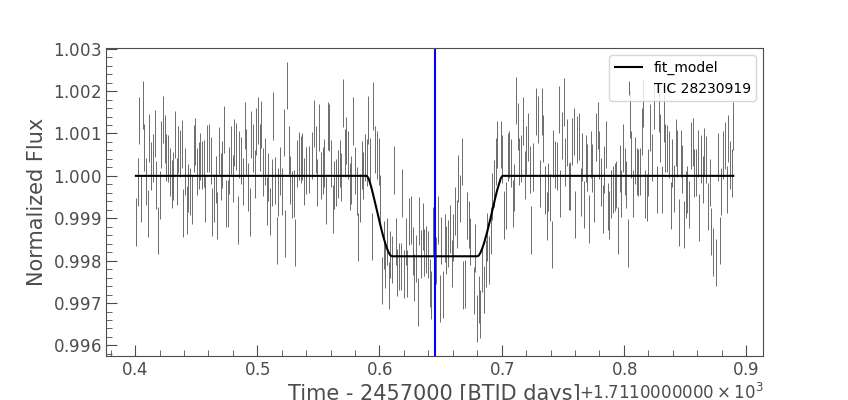 1.003
1.002
1.001
1.000
0.999
0.998
0.997
0.996
Normalized Flux
fit_model
TIC 28230919
0.4 0.5 0.6 0.7 0.8 0.9
Time - 2457000 [BTJD days]
+1.7110000000 × 10³